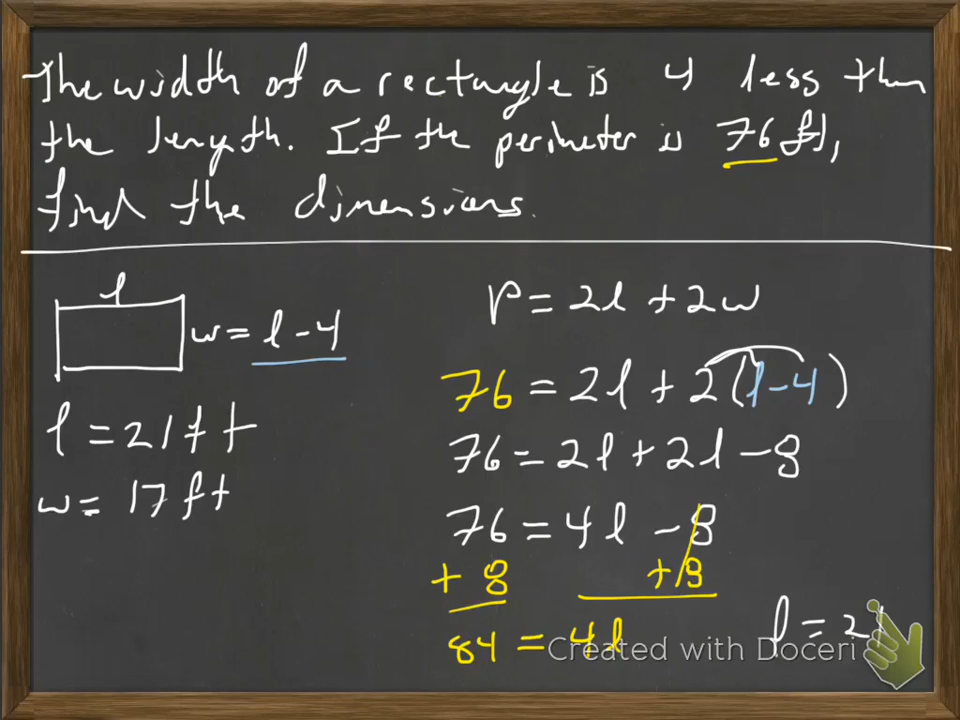 The width of a rectangle is 4 less than
the length. If the perimeter is 76 ft,
find the dimensions.
l
w = l - 4
l = 21 ft
w = 17 ft
P = 2l + 2w
76 = 2l + 2(l-4)
76 = 2l + 2l - 8
76 = 4l - 8
+ 8 +8
84 = 4l
l = 21
Created with Doceri